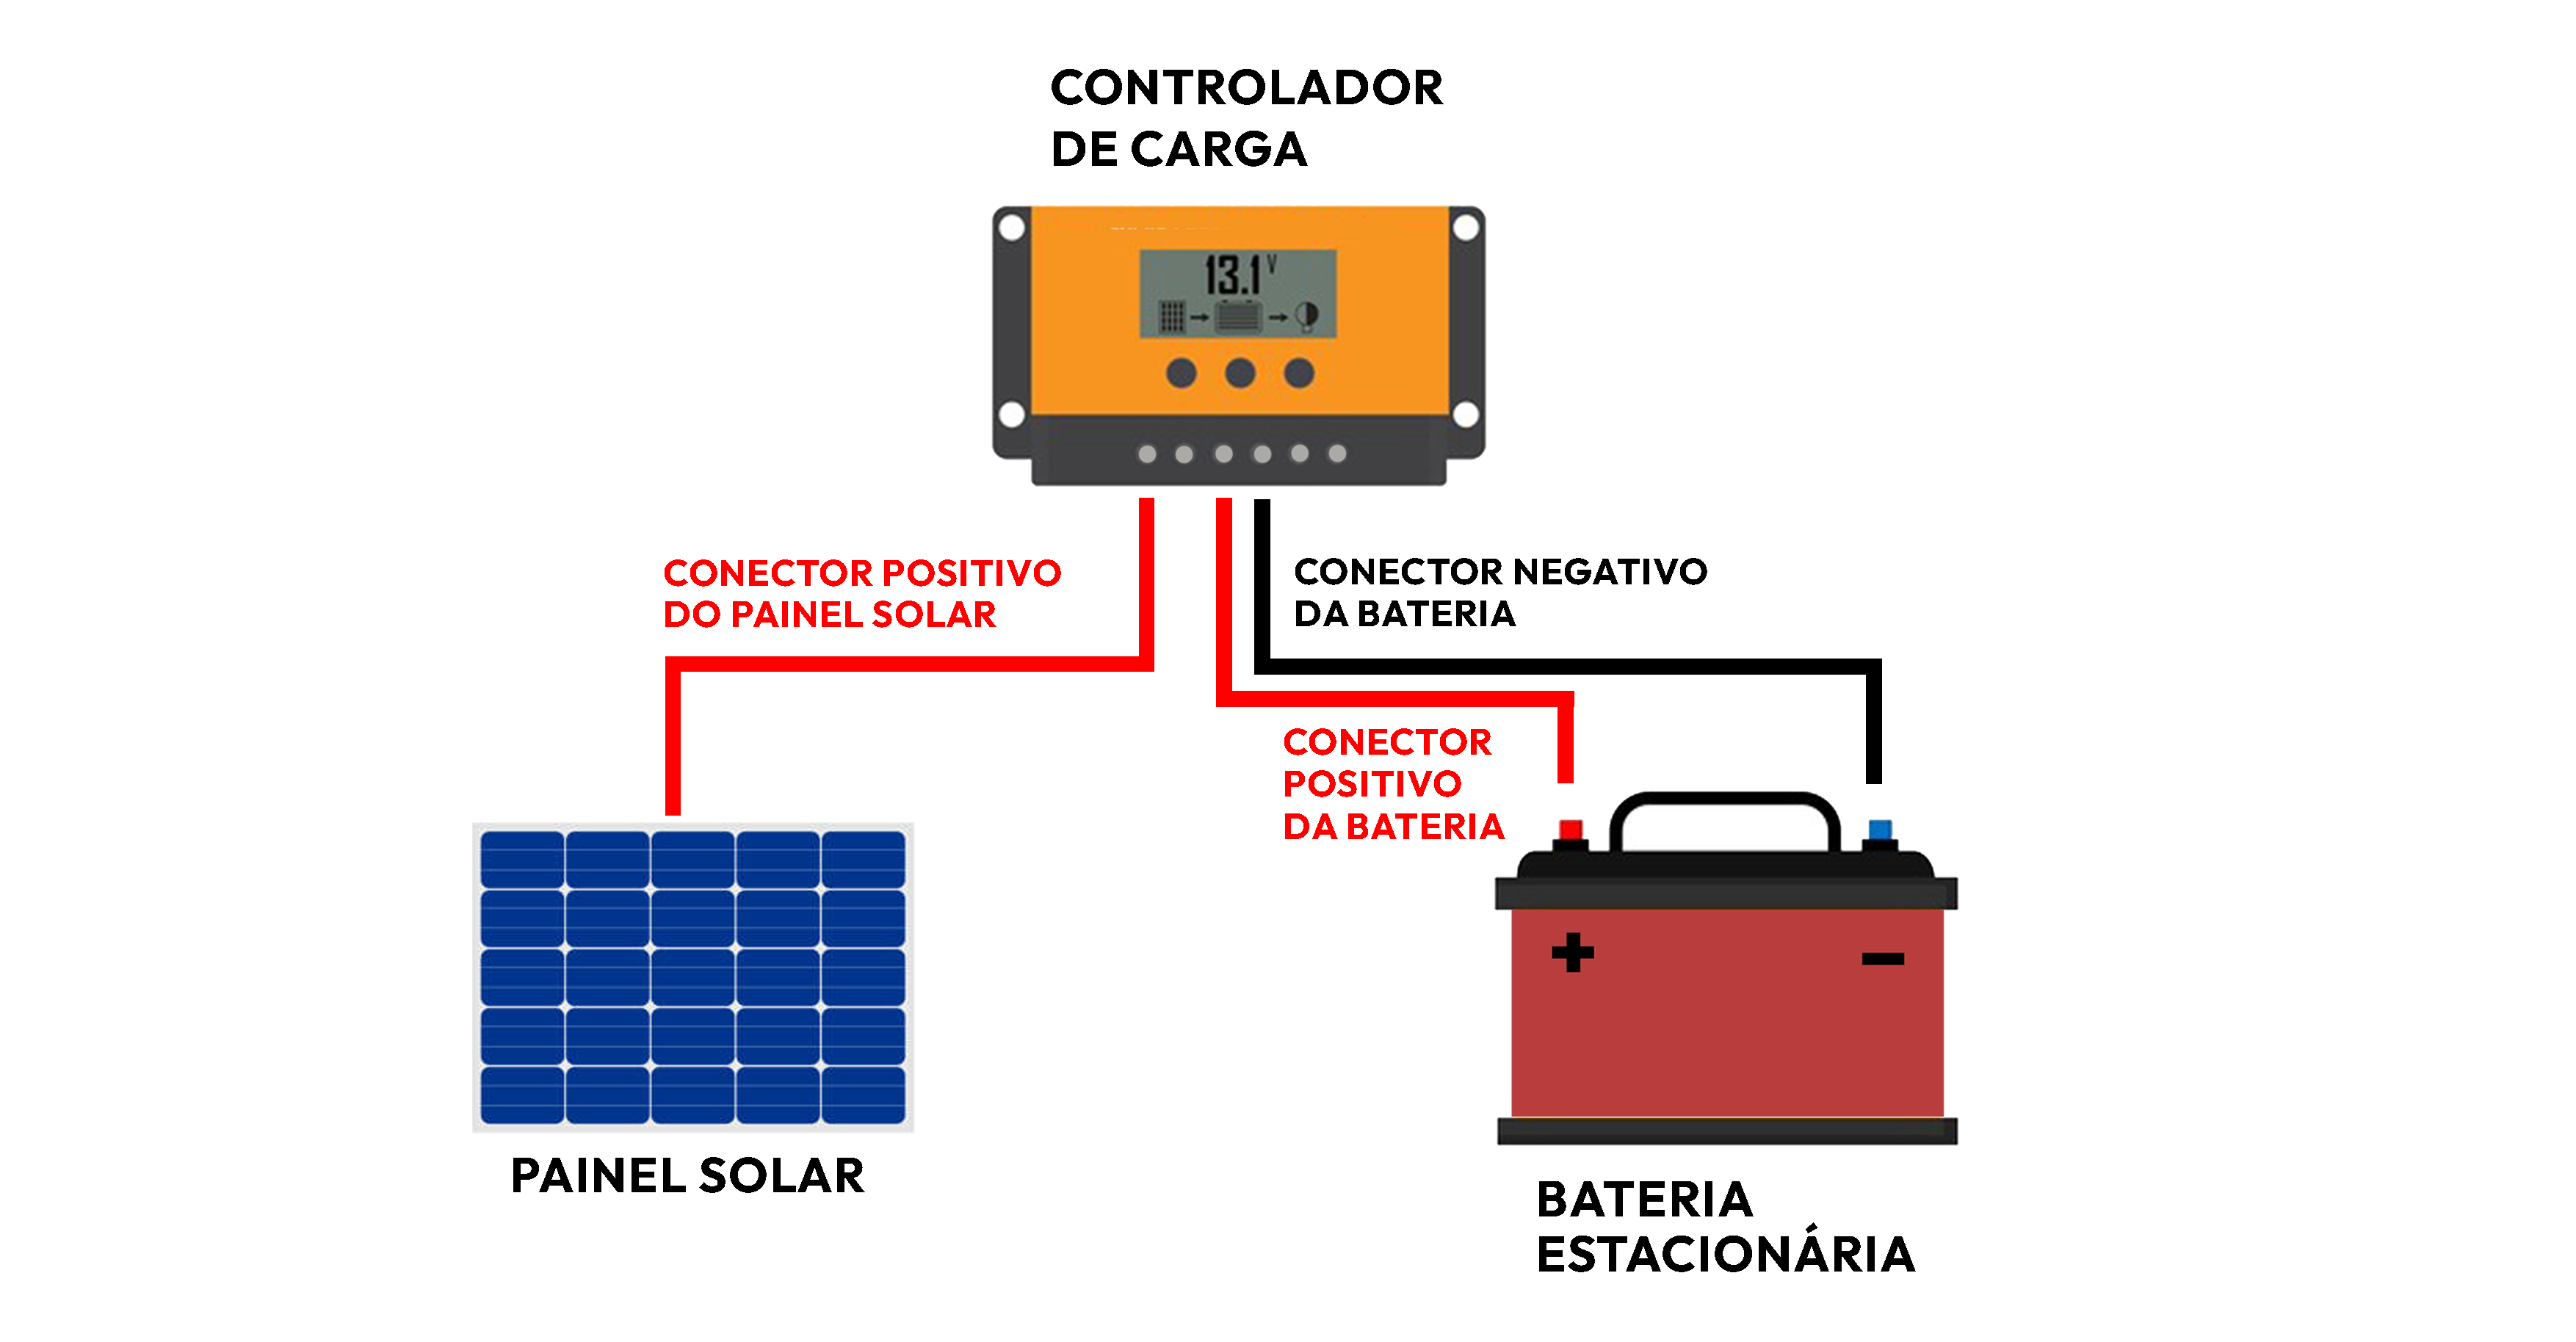 CONTROLADOR
DE CARGA
13.1 V
CONECTOR POSITIVO
DO PAINEL SOLAR
CONECTOR NEGATIVO
DA BATERIA
CONECTOR
POSITIVO
DA BATERIA
+ −
PAINEL SOLAR
BATERIA
ESTACIONÁRIA